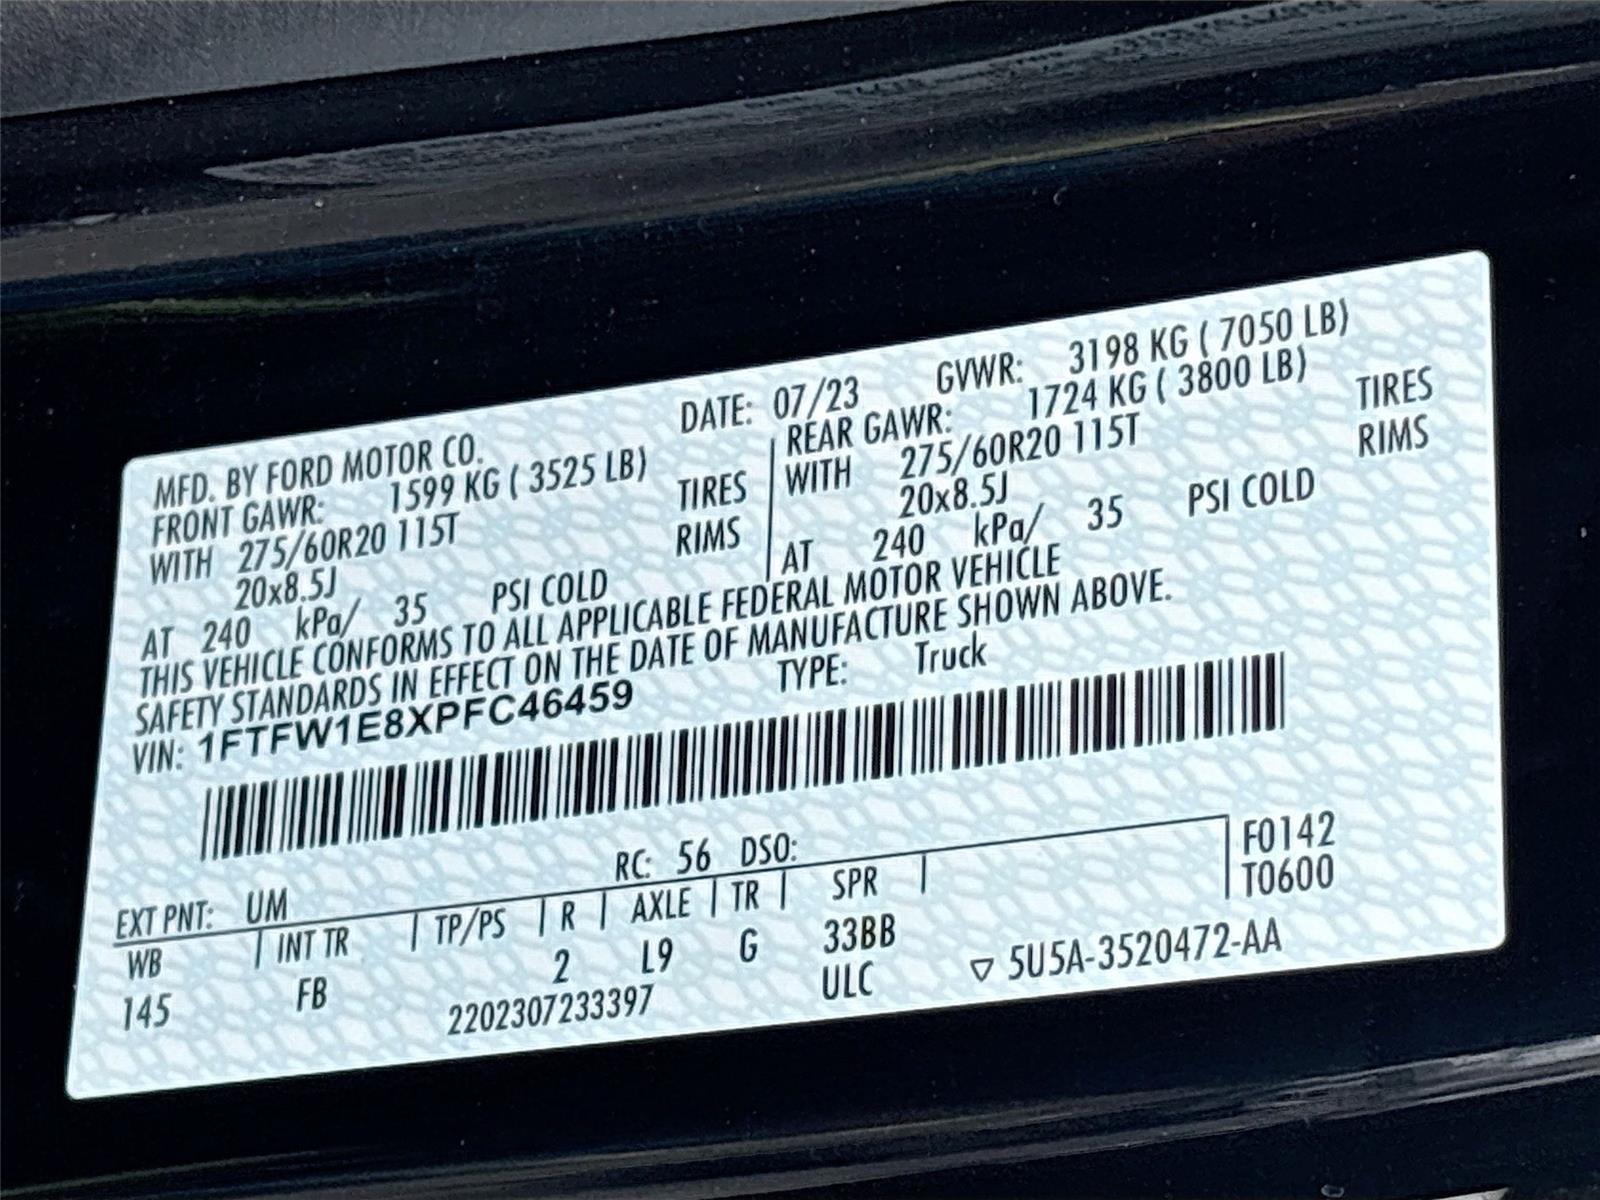 MFD. BY FORD MOTOR CO. DATE: 07/23 GVWR: 3198 KG ( 7050 LB)
FRONT GAWR: 1599 KG ( 3525 LB) REAR GAWR: 1724 KG ( 3800 LB)
WITH 275/60R20 115T TIRES WITH 275/60R20 115T TIRES
20x8.5J RIMS 20x8.5J RIMS
AT 240 kPa/ 35 PSI COLD AT 240 kPa/ 35 PSI COLD
THIS VEHICLE CONFORMS TO ALL APPLICABLE FEDERAL MOTOR VEHICLE
SAFETY STANDARDS IN EFFECT ON THE DATE OF MANUFACTURE SHOWN ABOVE.
VIN: 1FTFW1E8XPFC46459 TYPE: Truck
EXT PNT: UM RC: 56 DSO: F0142
WB INT TR TP/PS R AXLE TR SPR T0600
145 FB 2 L9 G 33BB
2202307233397 ULC ▽ 5U5A-3520472-AA